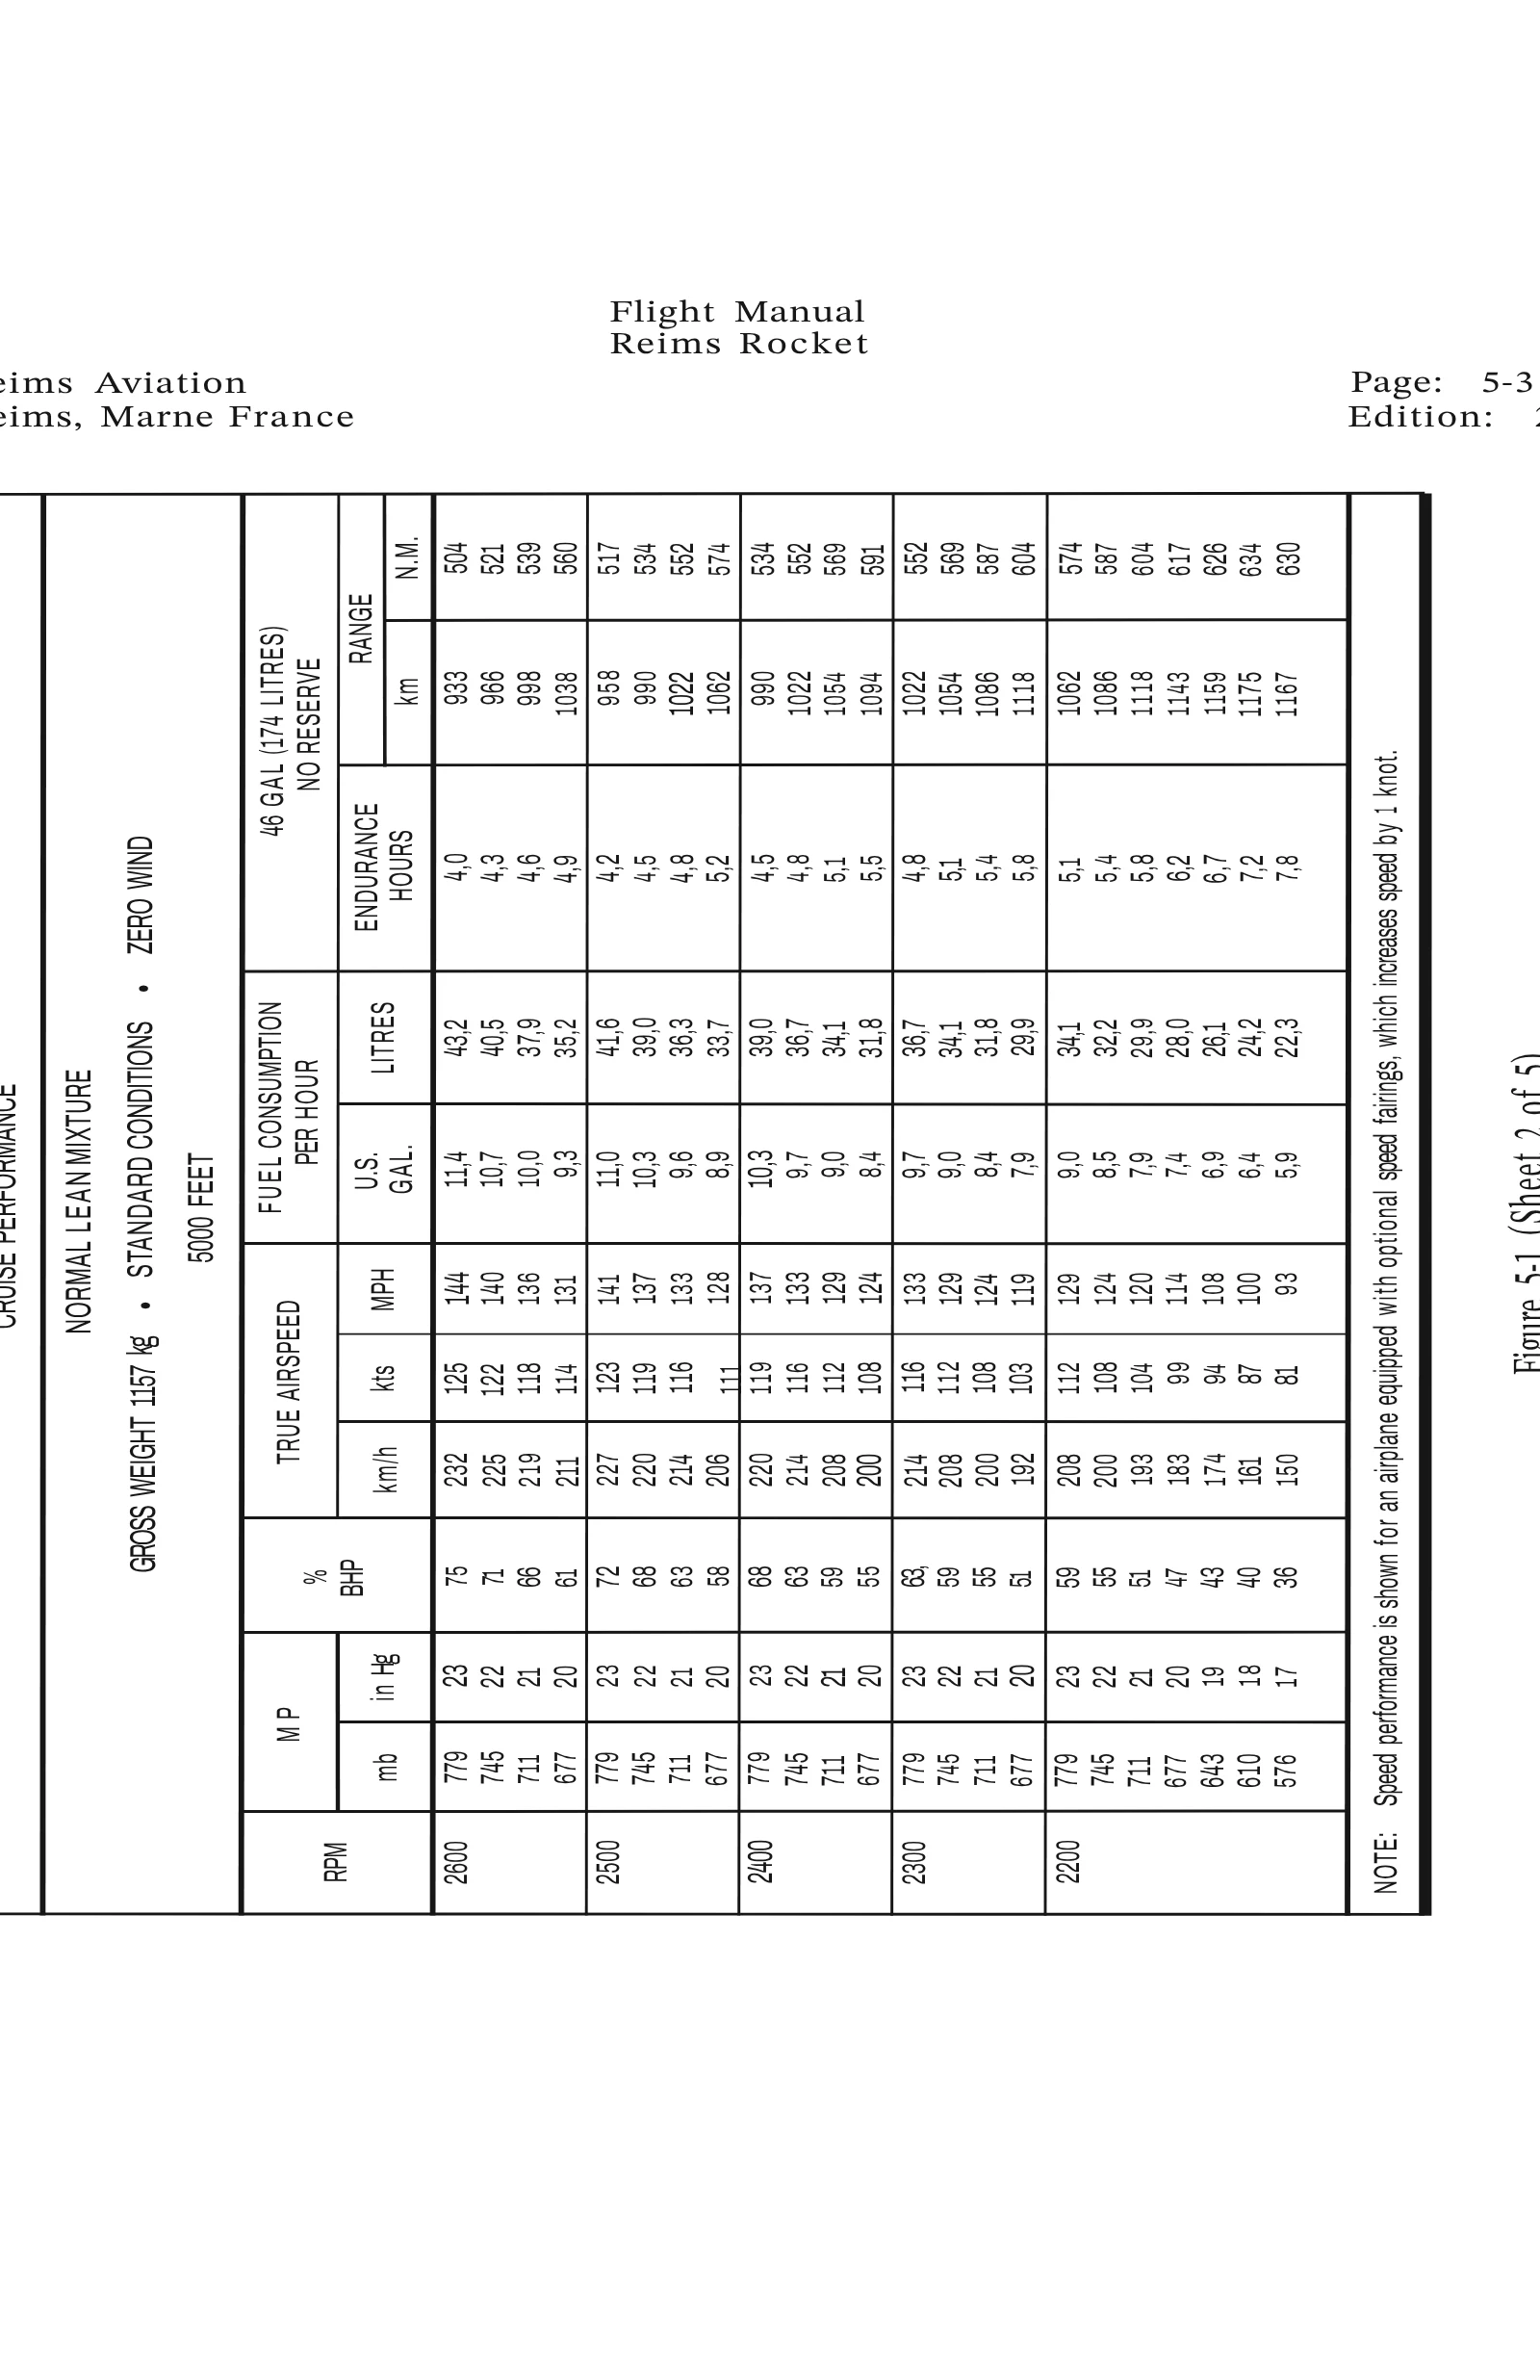 Flight Manual
Reims Rocket
eims Aviation
eims, Marne France
Page: 5-3
Edition:
CRUISE PERFORMANCE
NORMAL LEAN MIXTURE
GROSS WEIGHT 1157 kg • STANDARD CONDITIONS • ZERO WIND
5000 FEET
RPM M P % BHP TRUE AIRSPEED FUEL CONSUMPTION PER HOUR 46 GAL (174 LITRES) NO RESERVE
mb in Hg km/h kts MPH U.S. GAL. LITRES ENDURANCE HOURS RANGE
km N.M.
2600 779 23 75 232 125 144 11,4 43,2 4,0 933 504
745 22 71 225 122 140 10,7 40,5 4,3 966 521
711 21 66 219 118 136 10,0 37,9 4,6 998 539
677 20 61 211 114 131 9,3 35,2 4,9 1038 560
2500 779 23 72 227 123 141 11,0 41,6 4,2 958 517
745 22 68 220 119 137 10,3 39,0 4,5 990 534
711 21 63 214 116 133 9,6 36,3 4,8 1022 552
677 20 58 206 111 128 8,9 33,7 5,2 1062 574
2400 779 23 68 220 119 137 10,3 39,0 4,5 990 534
745 22 63 214 116 133 9,7 36,7 4,8 1022 552
711 21 59 208 112 129 9,0 34,1 5,1 1054 569
677 20 55 200 108 124 8,4 31,8 5,5 1094 591
2300 779 23 63, 214 116 133 9,7 36,7 4,8 1022 552
745 22 59 208 112 129 9,0 34,1 5,1 1054 569
711 21 55 200 108 124 8,4 31,8 5,4 1086 587
677 20 51 192 103 119 7,9 29,9 5,8 1118 604
2200 779 23 59 208 112 129 9,0 34,1 5,1 1062 574
745 22 55 200 108 124 8,5 32,2 5,4 1086 587
711 21 51 193 104 120 7,9 29,9 5,8 1118 604
677 20 47 183 99 114 7,4 28,0 6,2 1143 617
643 19 43 174 94 108 6,9 26,1 6,7 1159 626
610 18 40 161 87 100 6,4 24,2 7,2 1175 634
576 17 36 150 81 93 5,9 22,3 7,8 1167 630
NOTE: Speed performance is shown for an airplane equipped with optional speed fairings, which increases speed by 1 knot.
Figure 5-1 (Sheet 2 of 5)